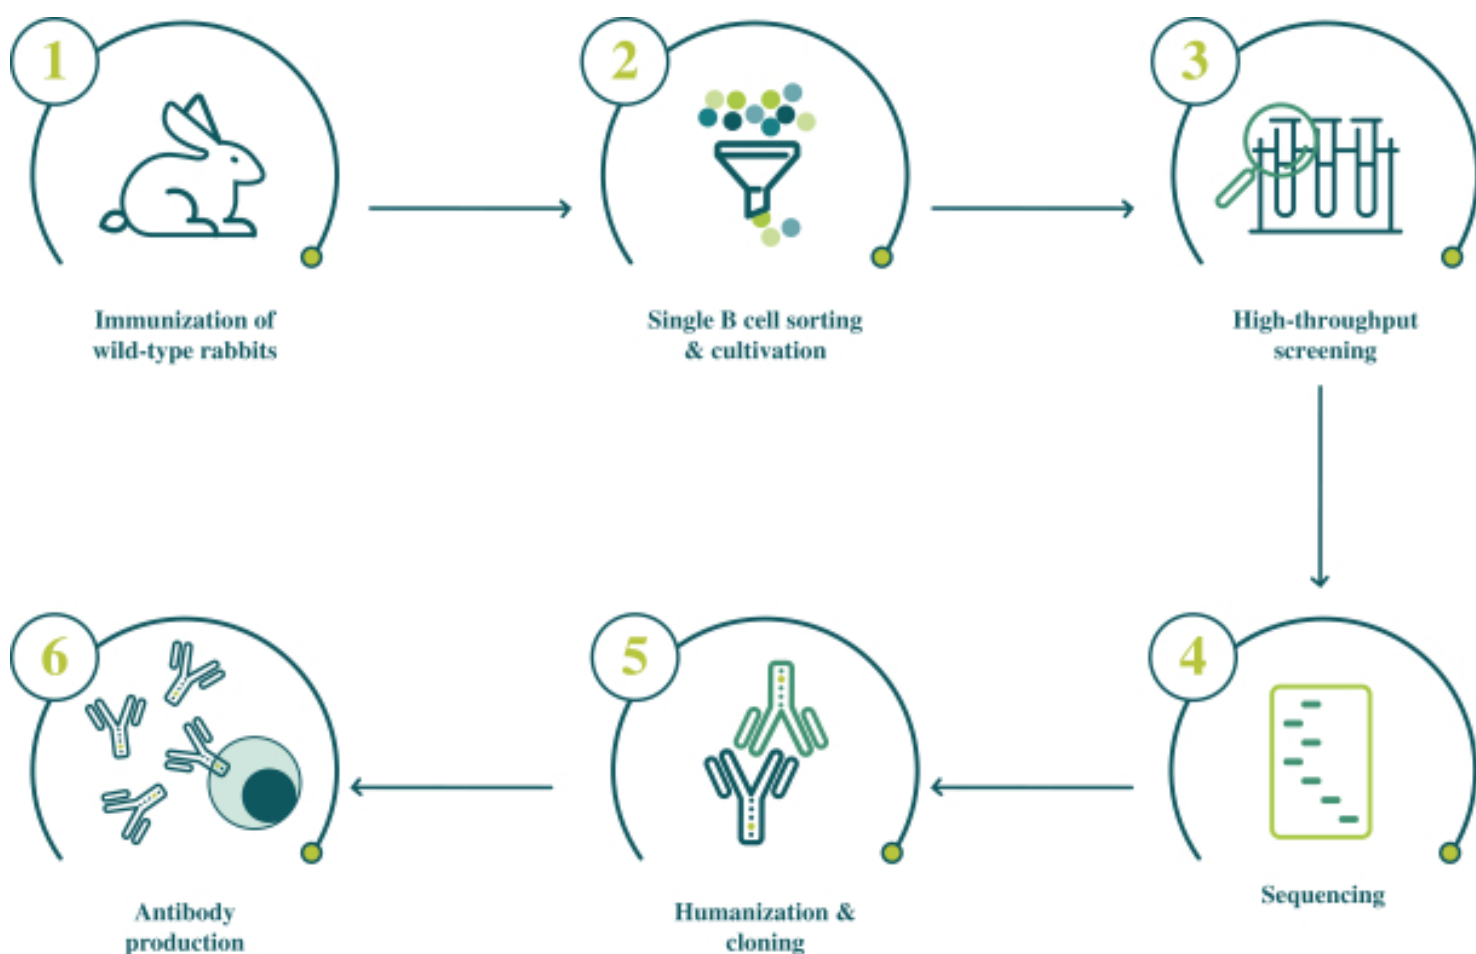 1
Immunization of
wild-type rabbits
2
Single B cell sorting
& cultivation
3
High-throughput
screening
4
Sequencing
5
Humanization &
cloning
6
Antibody
production